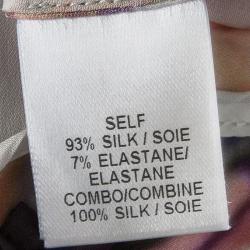 SELF
93% SILK / SOIE
7% ELASTANE/
ELASTANE
COMBO/COMBINE
100% SILK / SOIE